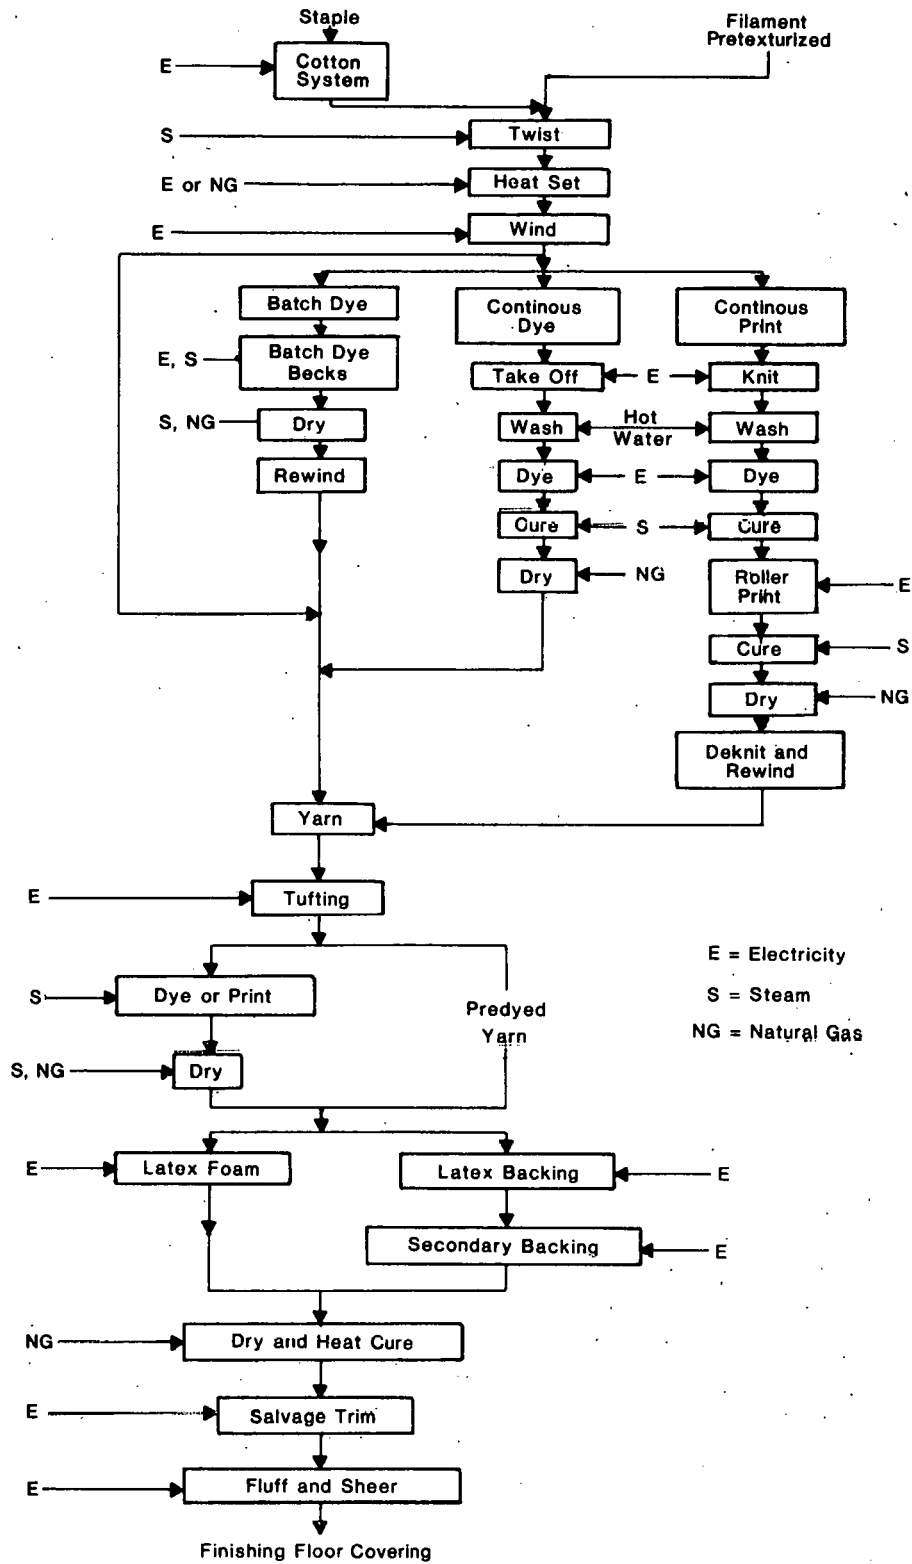 Staple
Filament
Pretexturized
E
Cotton
System
S
Twist
E or NG
Heat Set
E
Wind
Batch Dye
Continous
Dye
Continous
Print
E, S
Batch Dye
Becks
Take Off
E
Knit
S, NG
Dry
Wash
Hot
Water
Wash
Rewind
Dye
E
Dye
Cure
S
Cure
Dry
NG
Roller
Print
E
Cure
S
Dry
NG
Deknit and
Rewind
Yarn
E
Tufting
E = Electricity
S
Dye or Print
Predyed
Yarn
S = Steam
NG = Natural Gas
S, NG
Dry
E
Latex Foam
Latex Backing
E
Secondary Backing
E
NG
Dry and Heat Cure
E
Salvage Trim
E
Fluff and Sheer
Finishing Floor Covering